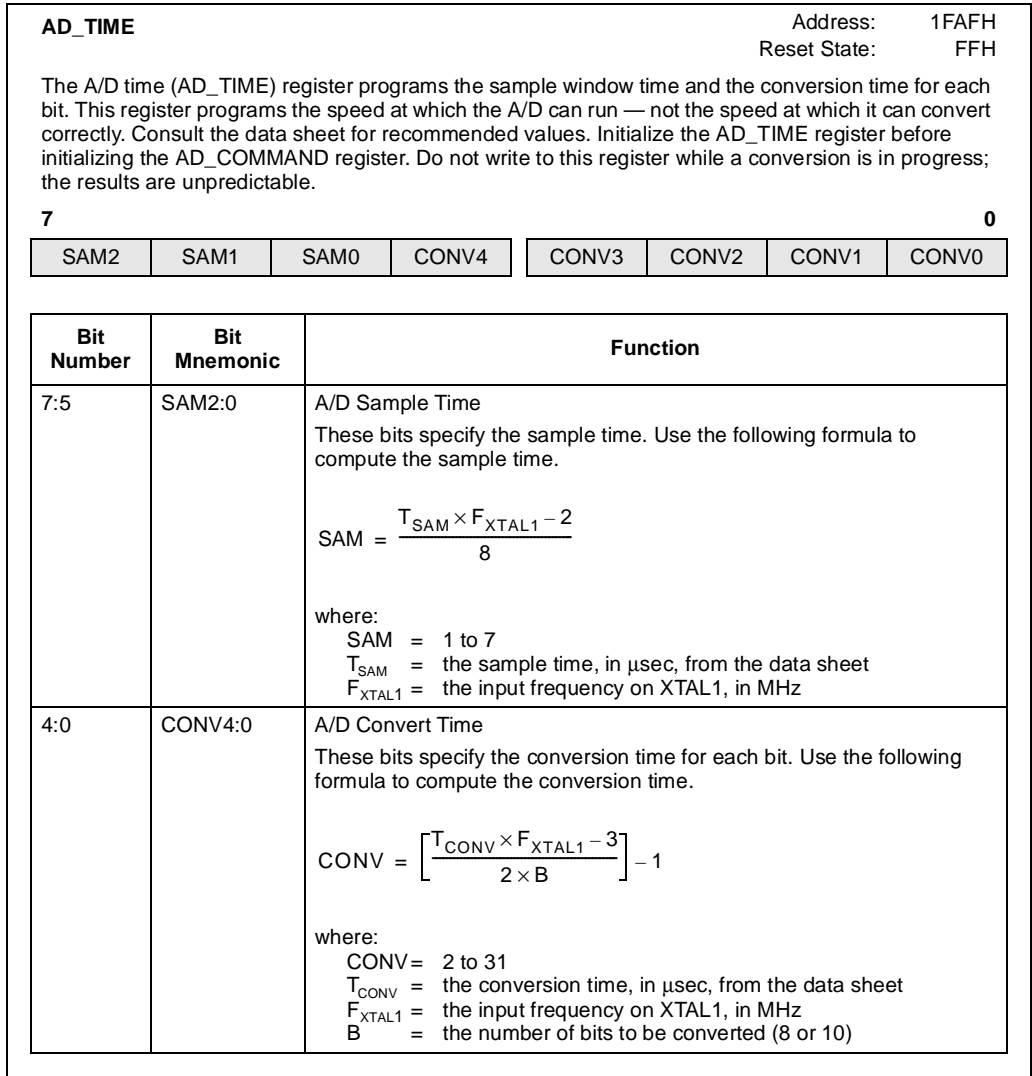 AD_TIME
Address: 1FAFH
Reset State: FFH
The A/D time (AD_TIME) register programs the sample window time and the conversion time for each
bit. This register programs the speed at which the A/D can run — not the speed at which it can convert
correctly. Consult the data sheet for recommended values. Initialize the AD_TIME register before
initializing the AD_COMMAND register. Do not write to this register while a conversion is in progress;
the results are unpredictable.
7 0
SAM2 SAM1 SAM0 CONV4 CONV3 CONV2 CONV1 CONV0
Bit Number Bit Mnemonic Function
7:5 SAM2:0 A/D Sample Time
These bits specify the sample time. Use the following formula to
compute the sample time.
SAM = (T_SAM × F_XTAL1 – 2) / 8
where:
SAM = 1 to 7
T_SAM = the sample time, in µsec, from the data sheet
F_XTAL1 = the input frequency on XTAL1, in MHz
4:0 CONV4:0 A/D Convert Time
These bits specify the conversion time for each bit. Use the following
formula to compute the conversion time.
CONV = [(T_CONV × F_XTAL1 – 3) / (2 × B)] – 1
where:
CONV = 2 to 31
T_CONV = the conversion time, in µsec, from the data sheet
F_XTAL1 = the input frequency on XTAL1, in MHz
B = the number of bits to be converted (8 or 10)